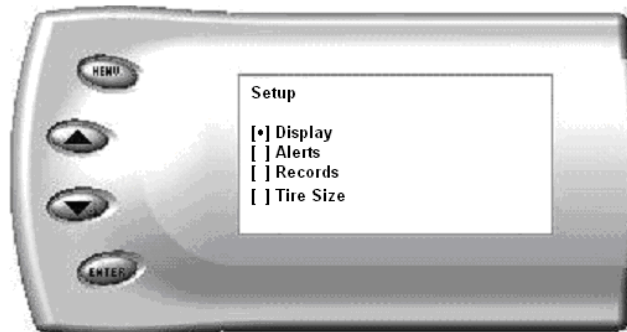 MENU
Setup
[•] Display
[ ] Alerts
[ ] Records
[ ] Tire Size
ENTER